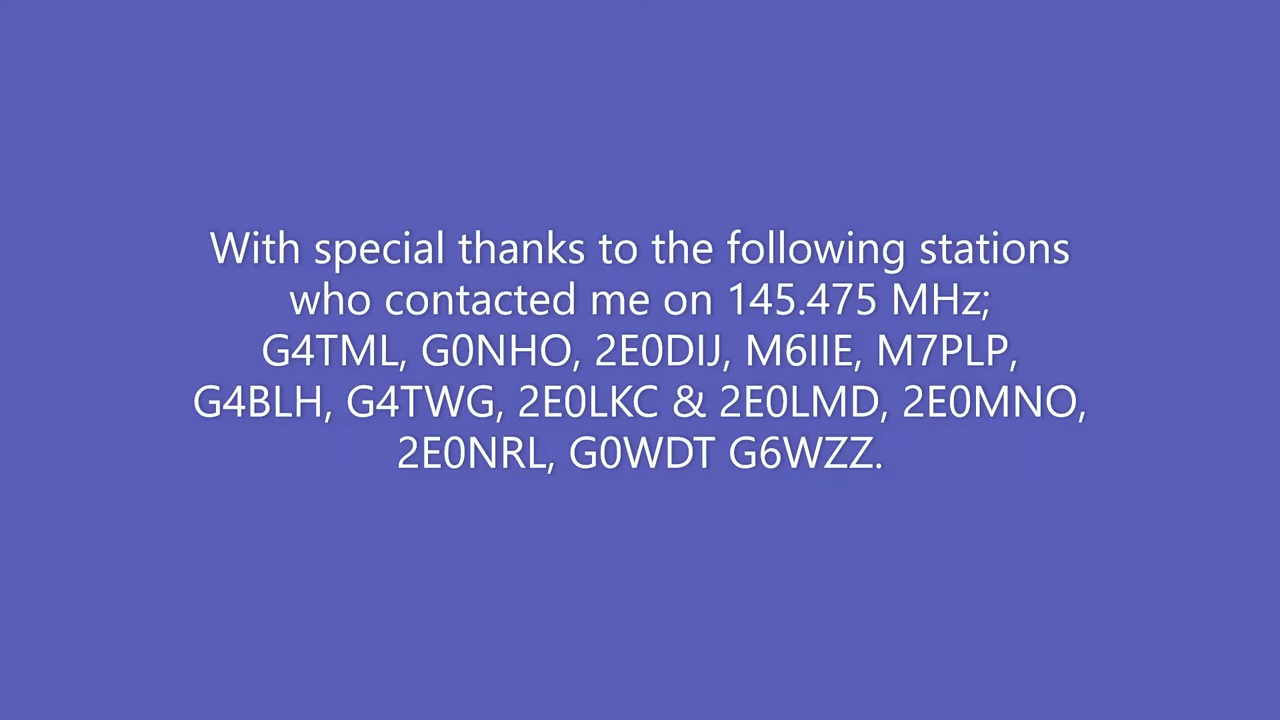 With special thanks to the following stations
who contacted me on 145.475 MHz;
G4TML, G0NHO, 2E0DIJ, M6IIE, M7PLP,
G4BLH, G4TWG, 2E0LKC & 2E0LMD, 2E0MNO,
2E0NRL, G0WDT G6WZZ.